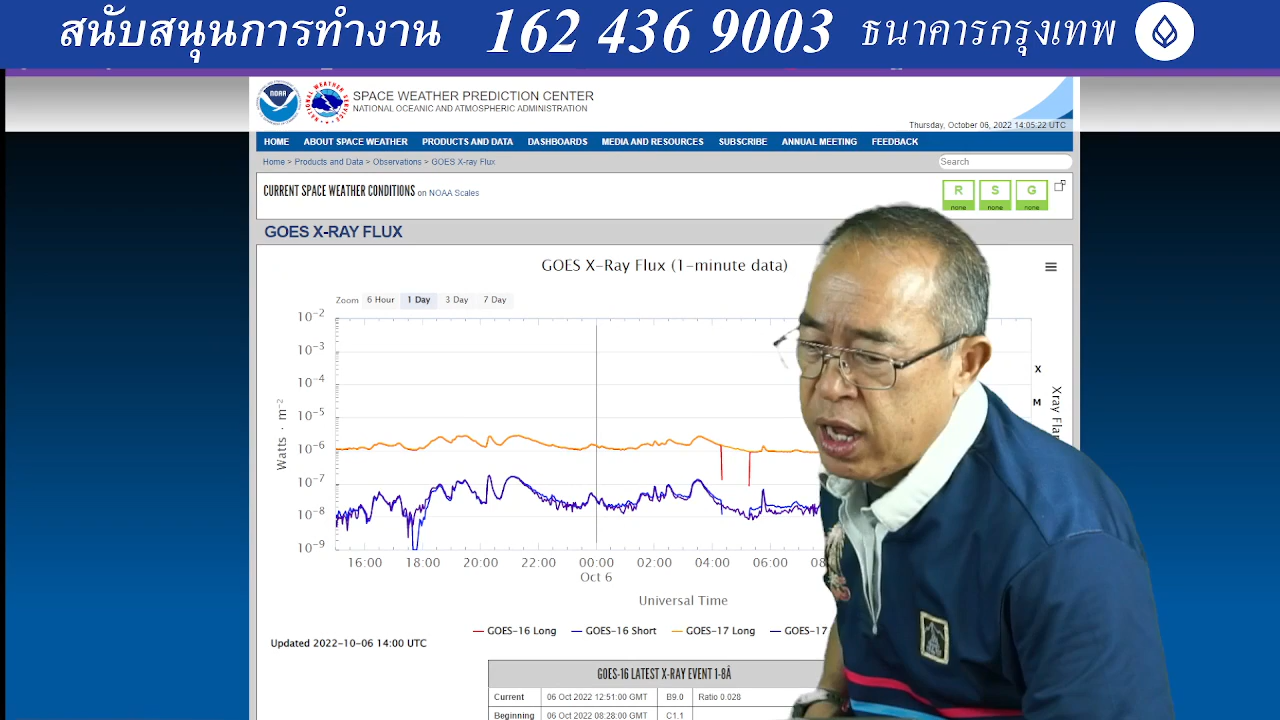 สนับสนุนการทำงาน 162 436 9003 ธนาคารกรุงเทพ
NOAA
NATIONAL WEATHER SERVICE
SPACE WEATHER PREDICTION CENTER
NATIONAL OCEANIC AND ATMOSPHERIC ADMINISTRATION
Thursday, October 06, 2022 14:05:22 UTC
HOME ABOUT SPACE WEATHER PRODUCTS AND DATA DASHBOARDS MEDIA AND RESOURCES SUBSCRIBE ANNUAL MEETING FEEDBACK
Home > Products and Data > Observations > GOES X-ray Flux
Search
CURRENT SPACE WEATHER CONDITIONS on NOAA Scales
R S G
none none none
GOES X-RAY FLUX
GOES X-Ray Flux (1-minute data)
Zoom 6 Hour 1 Day 3 Day 7 Day
10⁻²
10⁻³
10⁻⁴
10⁻⁵
10⁻⁶
10⁻⁷
10⁻⁸
10⁻⁹
Watts · m⁻²
X
M
Xray
16:00 18:00 20:00 22:00 00:00 02:00 04:00 06:00
Oct 6
Universal Time
GOES-16 Long GOES-16 Short GOES-17 Long GOES-17
Updated 2022-10-06 14:00 UTC
GOES-16 LATEST X-RAY EVENT 1-8Â
Current 06 Oct 2022 12:51:00 GMT B9.0 Ratio 0.028
Beginning 06 Oct 2022 08:28:00 GMT C1.1